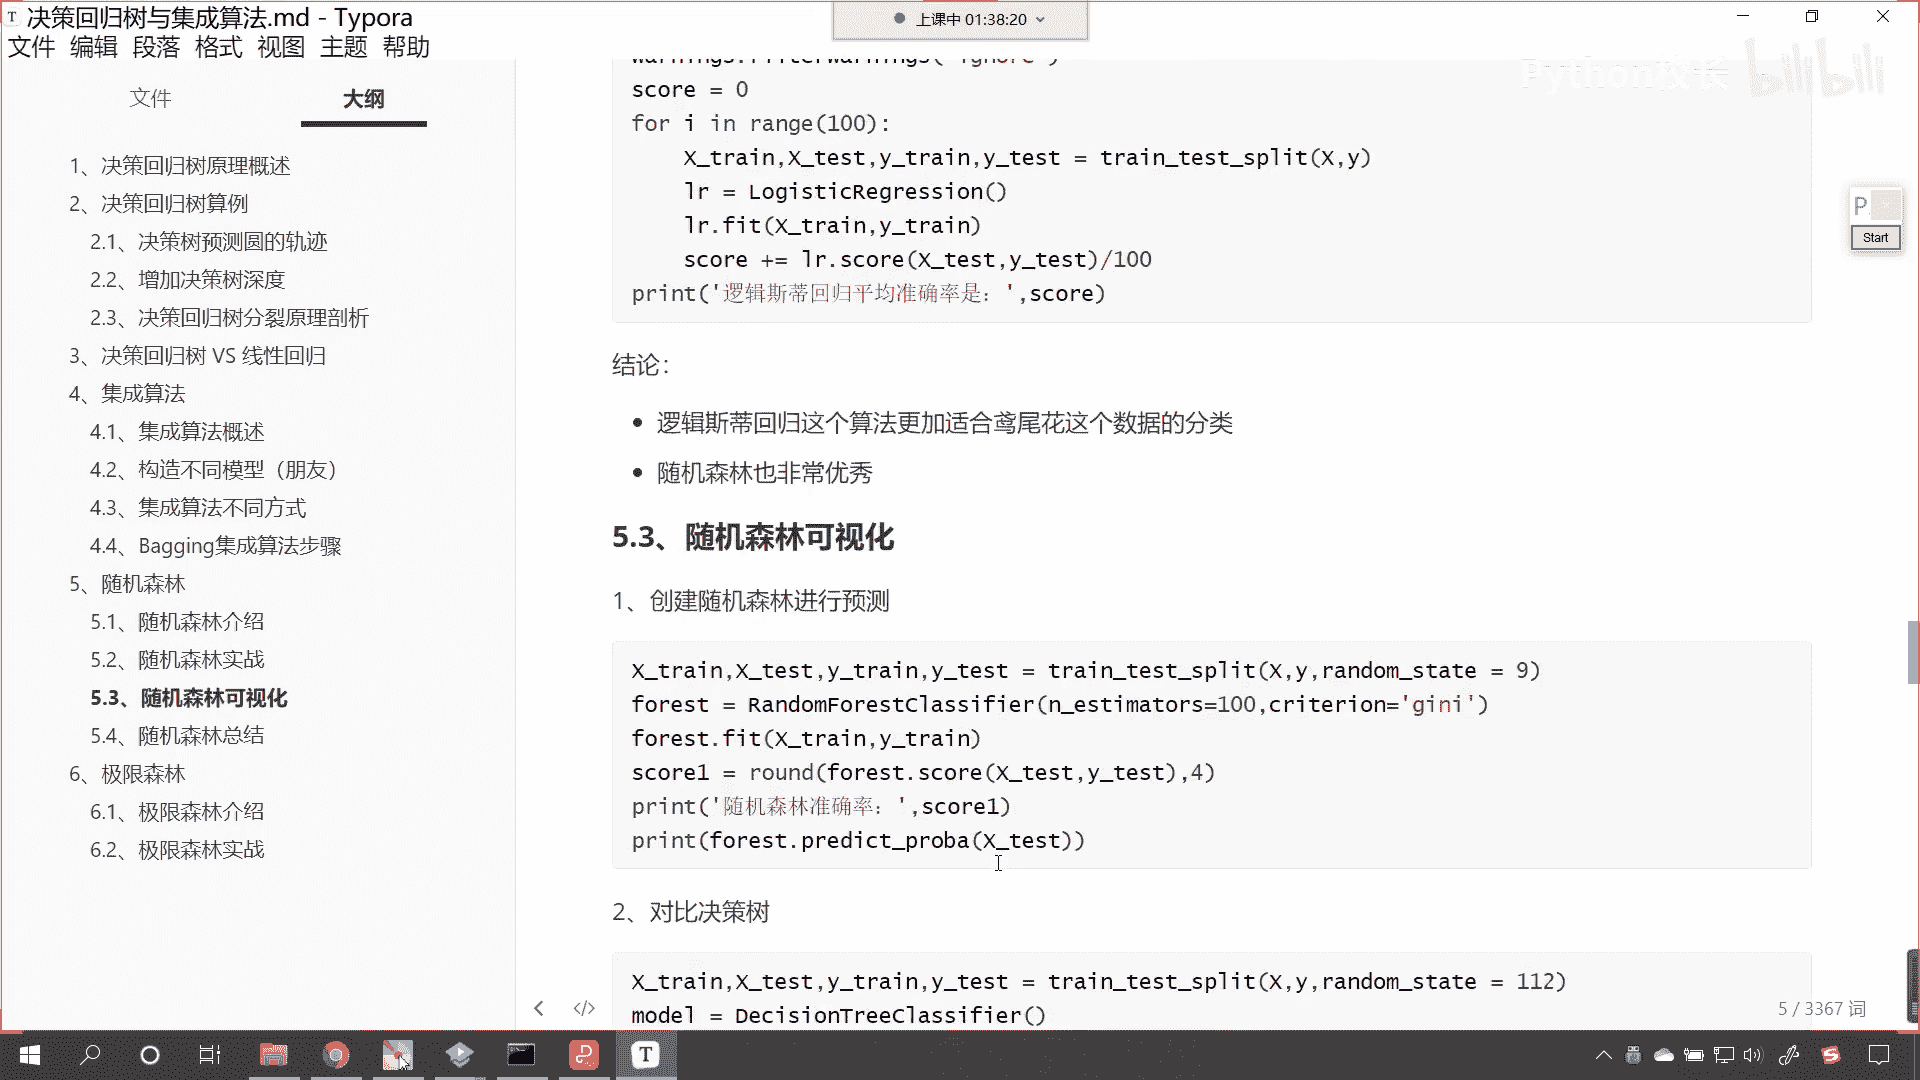 决策回归树与集成算法.md - Typora
上课中 01:38:20
文件 编辑 段落 格式 视图 主题 帮助
Python校长 bilibili
文件 大纲
1、决策回归树原理概述
2、决策回归树算例
2.1、决策树预测圆的轨迹
2.2、增加决策树深度
2.3、决策回归树分裂原理剖析
3、决策回归树 VS 线性回归
4、集成算法
4.1、集成算法概述
4.2、构造不同模型（朋友）
4.3、集成算法不同方式
4.4、Bagging集成算法步骤
5、随机森林
5.1、随机森林介绍
5.2、随机森林实战
5.3、随机森林可视化
5.4、随机森林总结
6、极限森林
6.1、极限森林介绍
6.2、极限森林实战
warnings.filterwarnings('ignore')
score = 0
for i in range(100):
X_train,X_test,y_train,y_test = train_test_split(X,y)
lr = LogisticRegression()
lr.fit(X_train,y_train)
score += lr.score(X_test,y_test)/100
print('逻辑斯蒂回归平均准确率是：',score)
结论：
• 逻辑斯蒂回归这个算法更加适合鸢尾花这个数据的分类
• 随机森林也非常优秀
5.3、随机森林可视化
1、创建随机森林进行预测
X_train,X_test,y_train,y_test = train_test_split(X,y,random_state = 9)
forest = RandomForestClassifier(n_estimators=100,criterion='gini')
forest.fit(X_train,y_train)
score1 = round(forest.score(X_test,y_test),4)
print('随机森林准确率：',score1)
print(forest.predict_proba(X_test))
2、对比决策树
X_train,X_test,y_train,y_test = train_test_split(X,y,random_state = 112)
model = DecisionTreeClassifier()
P
Start
5 / 3367 词